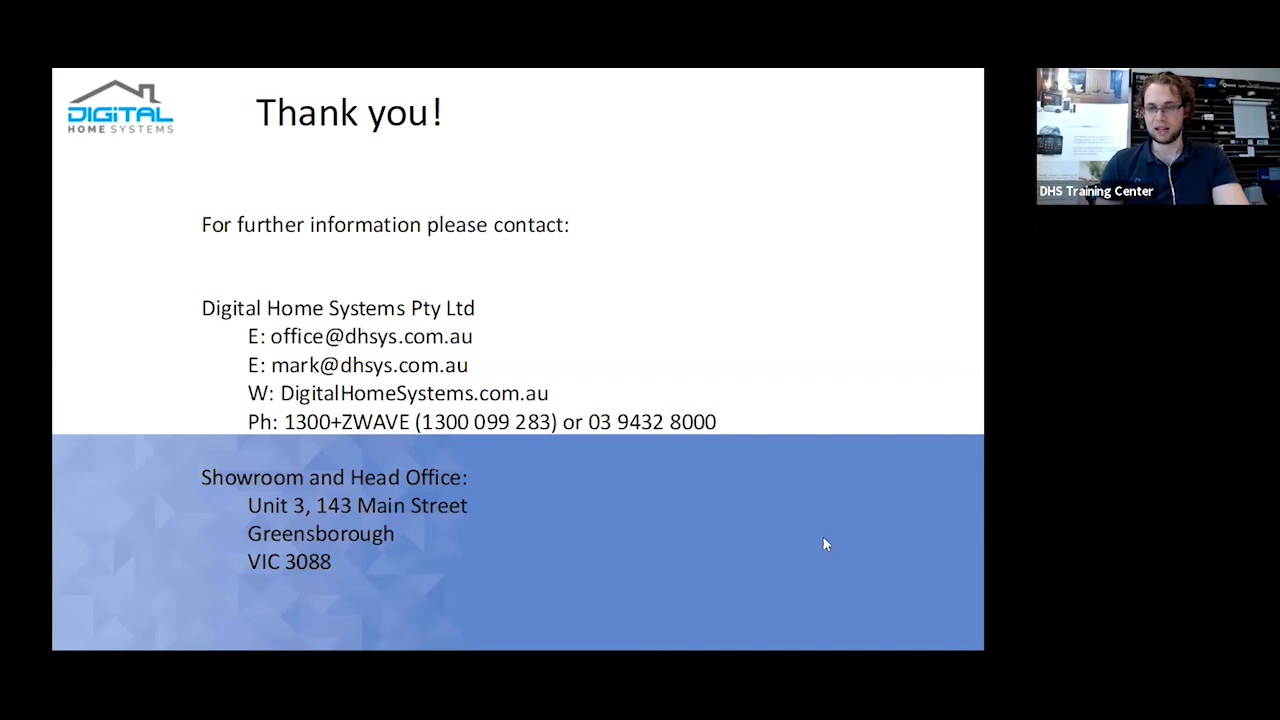 DIGITAL
HOME SYSTEMS
Thank you!
For further information please contact:
Digital Home Systems Pty Ltd
E: office@dhsys.com.au
E: mark@dhsys.com.au
W: DigitalHomeSystems.com.au
Ph: 1300+ZWAVE (1300 099 283) or 03 9432 8000
Showroom and Head Office:
Unit 3, 143 Main Street
Greensborough
VIC 3088
DHS Training Center